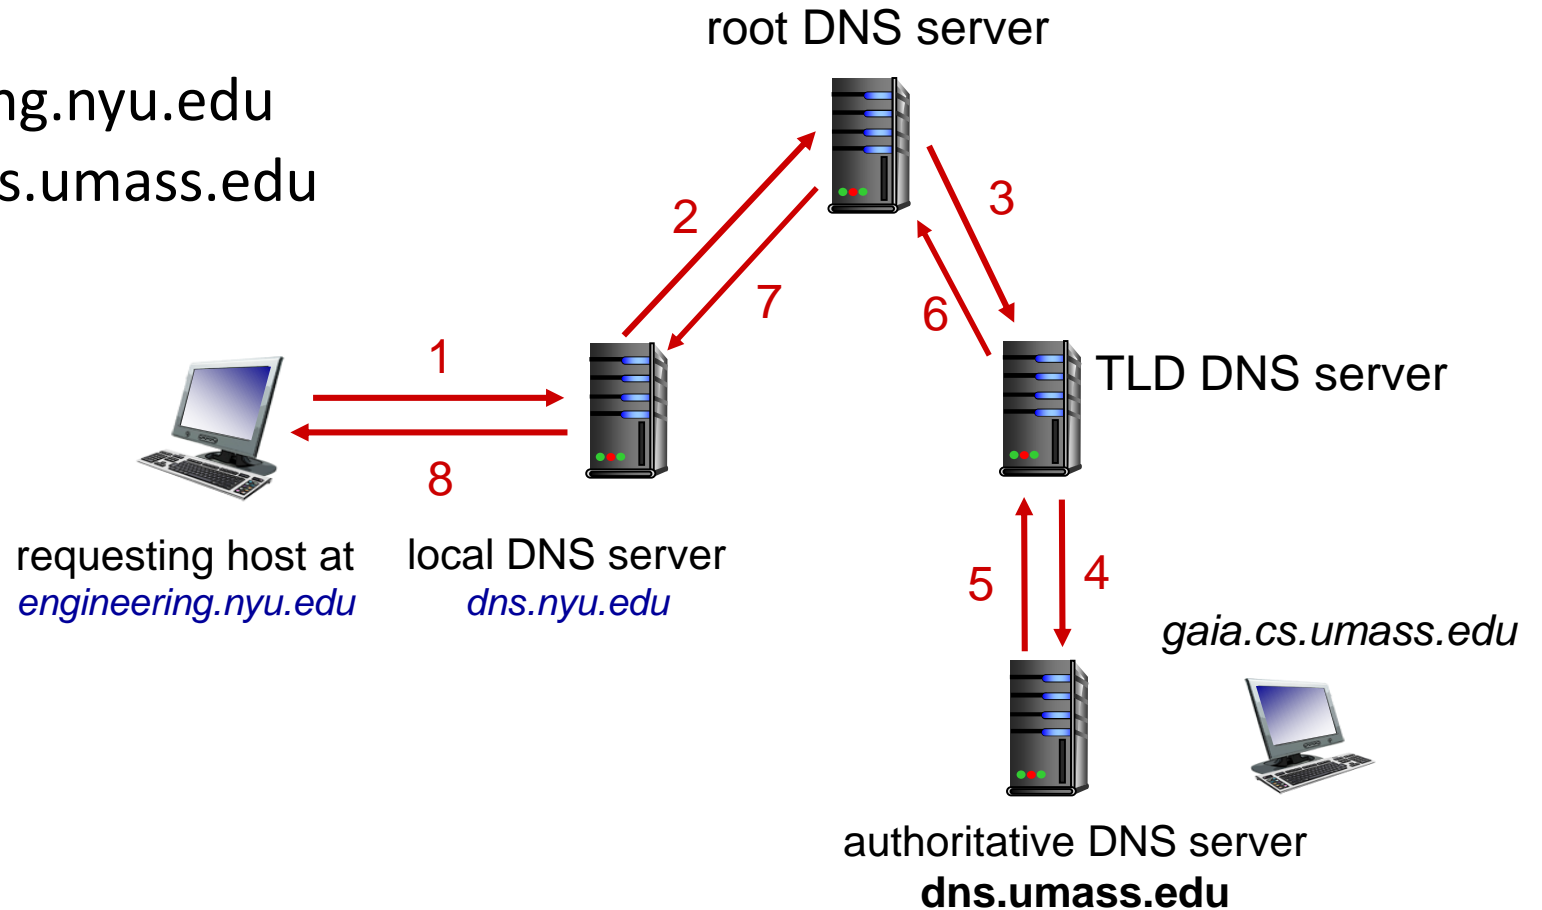 root DNS server
ng.nyu.edu
s.umass.edu
2
3
7
6
1
TLD DNS server
8
requesting host at
engineering.nyu.edu
local DNS server
dns.nyu.edu
5
4
gaia.cs.umass.edu
authoritative DNS server
dns.umass.edu